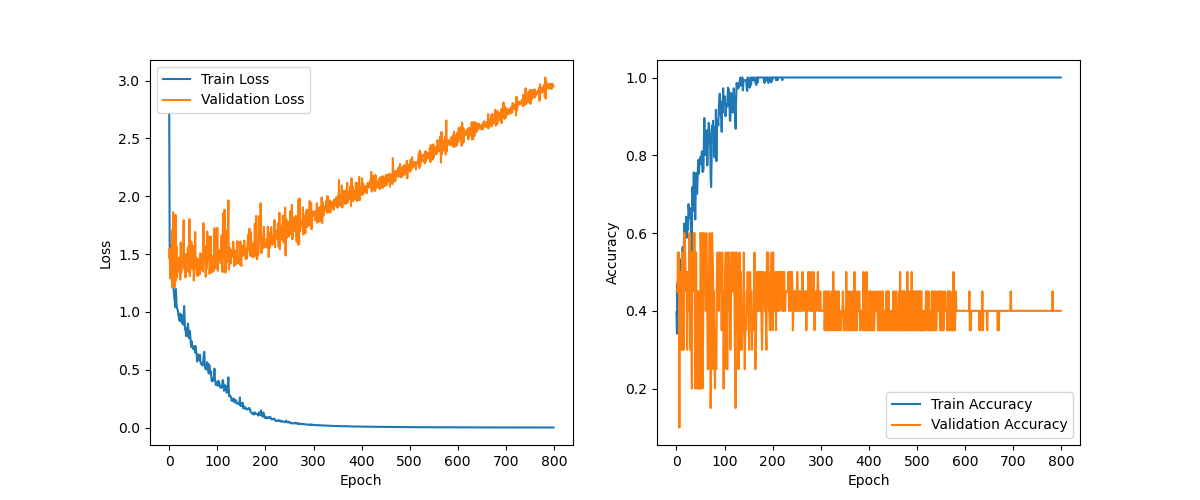 Train Loss
Validation Loss
3.0
2.5
2.0
1.5
1.0
0.5
0.0
Loss
0 100 200 300 400 500 600 700 800
Epoch
1.0
0.8
0.6
0.4
0.2
Accuracy
Train Accuracy
Validation Accuracy
0 100 200 300 400 500 600 700 800
Epoch